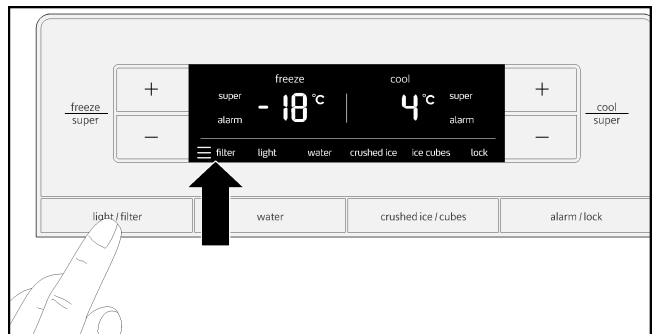 freeze cool
super -18 °C 4 °C super
alarm alarm
filter light water crushed ice ice cubes lock
freeze
super
+
−
+
−
cool
super
light / filter water crushed ice / cubes alarm / lock